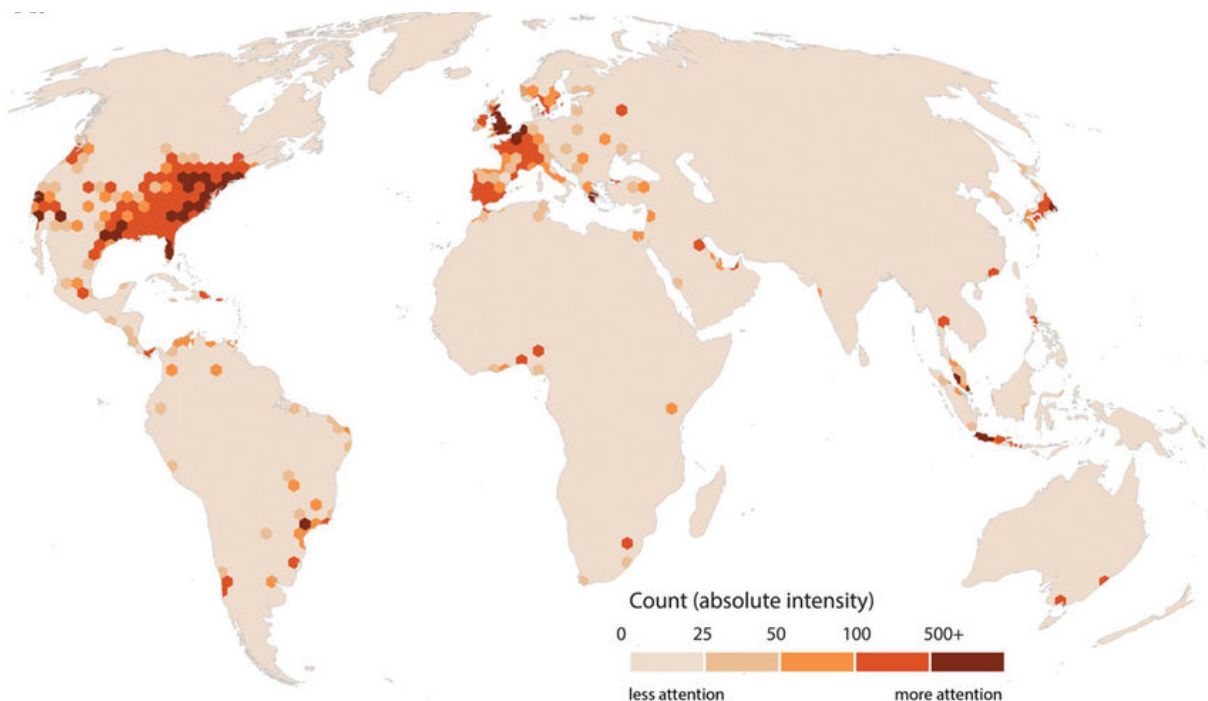 Count (absolute intensity)
0 25 50 100 500+
less attention more attention